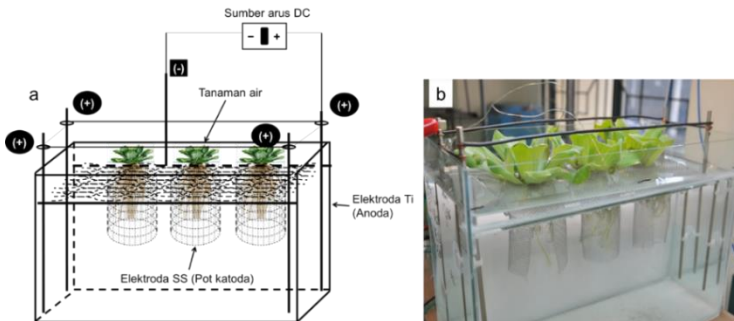 Sumber arus DC
− +
(-)
a
Tanaman air
(+)
(+)
(+)
(+)
Elektroda Ti
(Anoda)
Elektroda SS (Pot katoda)
b